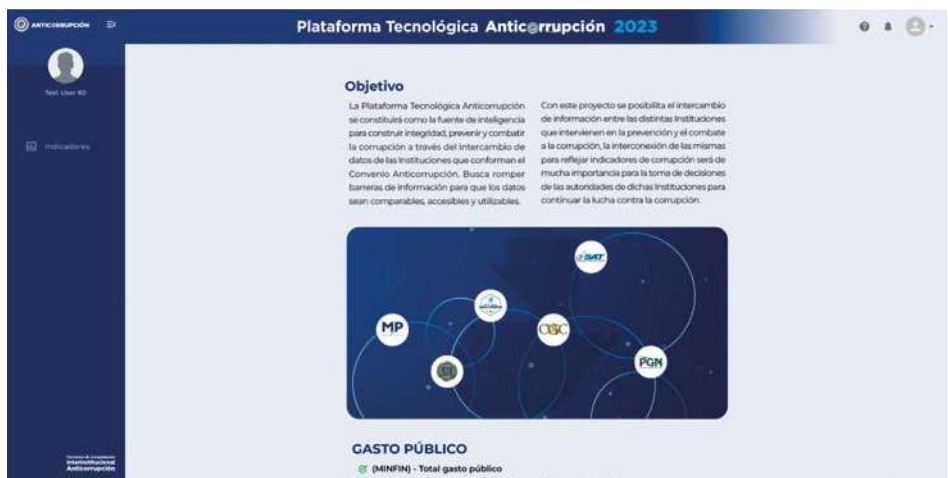 ANTICORRUPCIÓN
Plataforma Tecnológica Anticorrupción 2023
Test User 60
Indicadores
Objetivo
La Plataforma Tecnológica Anticorrupción
se constituirá como la fuente de inteligencia
para construir integridad, prevenir y combatir
la corrupción a través del intercambio de
datos de las Instituciones que conforman el
Convenio Anticorrupción. Busca romper
barreras de información para que los datos
sean comparables, accesibles y utilizables.
Con este proyecto se posibilita el intercambio
de información entre las distintas Instituciones
que intervienen en la prevención y el combate
a la corrupción, la interconexión de las mismas
para reflejar indicadores de corrupción será de
mucha importancia para la toma de decisiones
de las autoridades de dichas Instituciones para
continuar la lucha contra la corrupción.
SAT
MP
CGC
PGN
Interinstitucional
Anticorrupción
GASTO PÚBLICO
(MINFIN) - Total gasto público